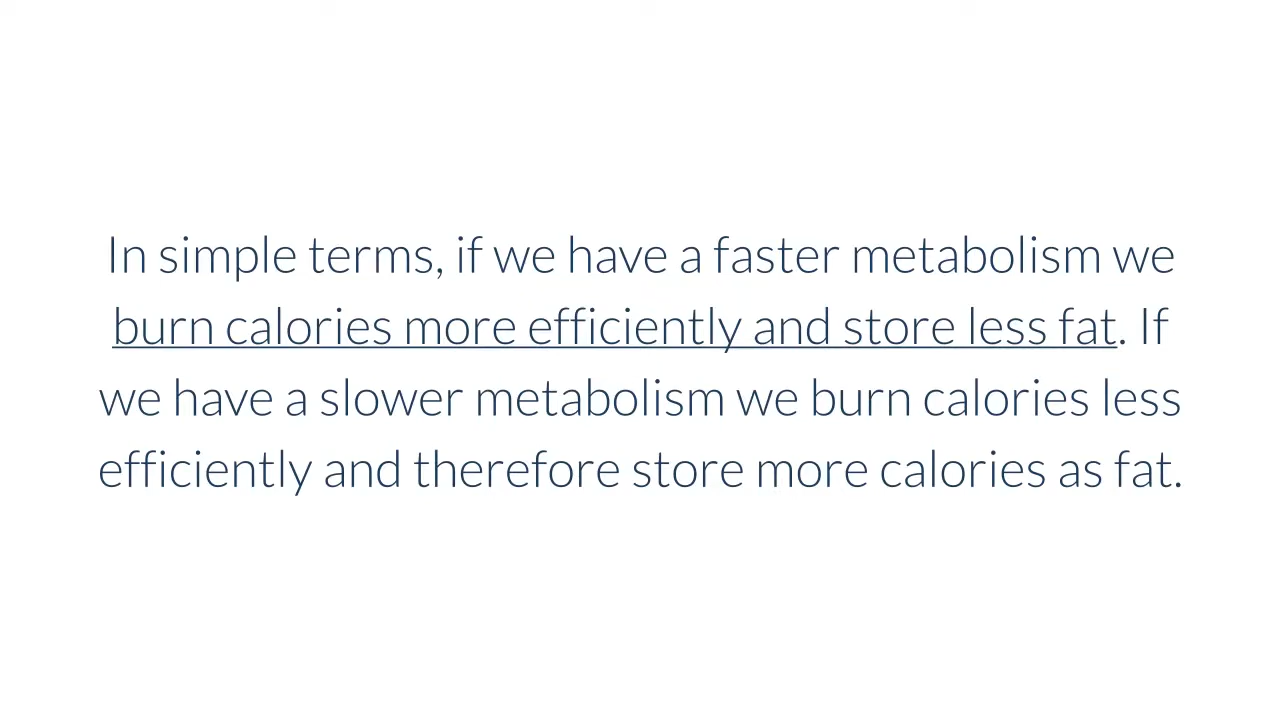 In simple terms, if we have a faster metabolism we
burn calories more efficiently and store less fat. If
we have a slower metabolism we burn calories less
efficiently and therefore store more calories as fat.